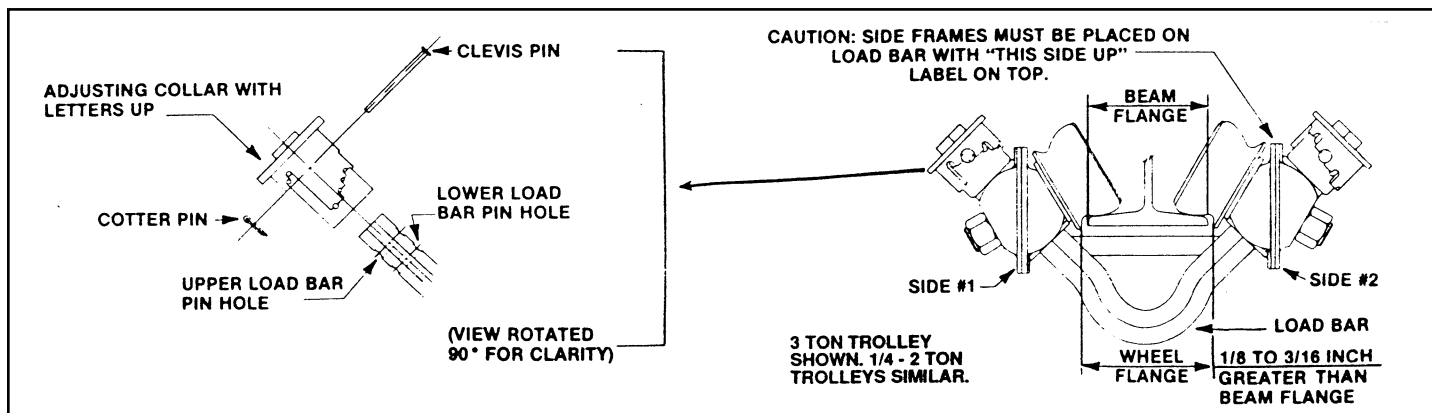 CLEVIS PIN
ADJUSTING COLLAR WITH
LETTERS UP
COTTER PIN
LOWER LOAD
BAR PIN HOLE
UPPER LOAD BAR
PIN HOLE
(VIEW ROTATED
90° FOR CLARITY)
CAUTION: SIDE FRAMES MUST BE PLACED ON
LOAD BAR WITH "THIS SIDE UP"
LABEL ON TOP.
BEAM
FLANGE
SIDE #1
SIDE #2
LOAD BAR
3 TON TROLLEY
SHOWN. 1/4 - 2 TON
TROLLEYS SIMILAR.
WHEEL
FLANGE
1/8 TO 3/16 INCH
GREATER THAN
BEAM FLANGE